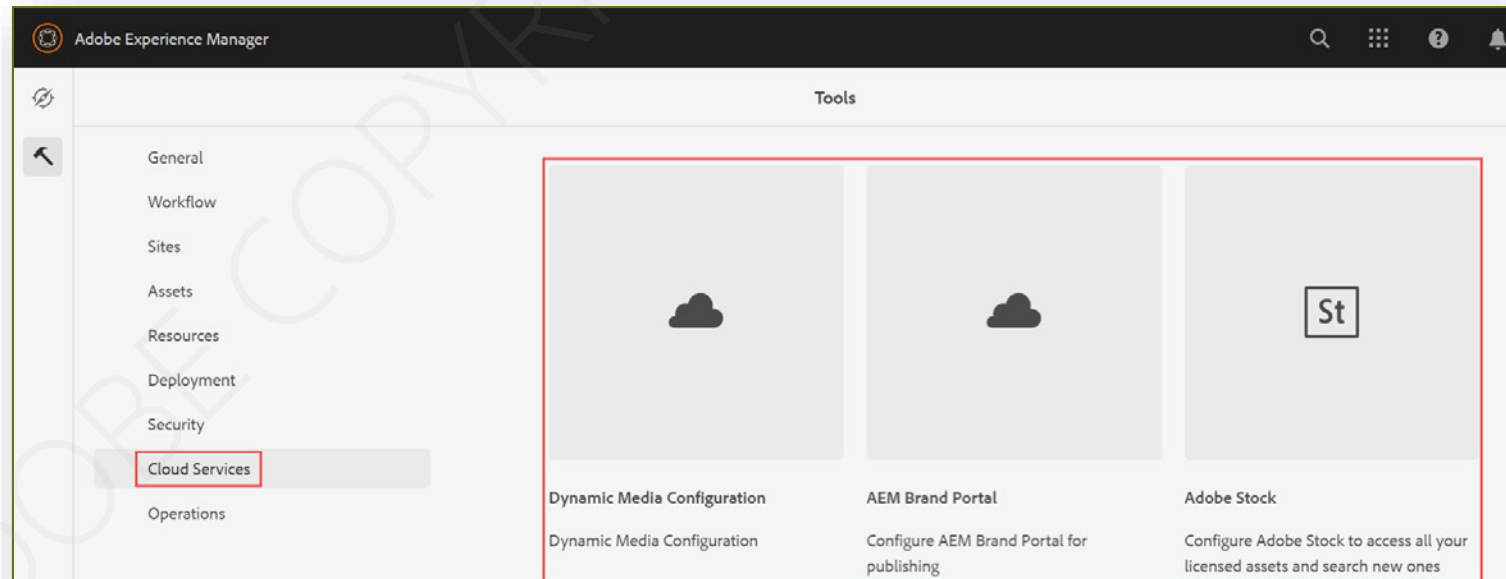 Adobe Experience Manager
Tools
General
Workflow
Sites
Assets
Resources
Deployment
Security
Cloud Services
Operations
St
Dynamic Media Configuration
Dynamic Media Configuration
AEM Brand Portal
Configure AEM Brand Portal for
publishing
Adobe Stock
Configure Adobe Stock to access all your
licensed assets and search new ones
OBE COPYR